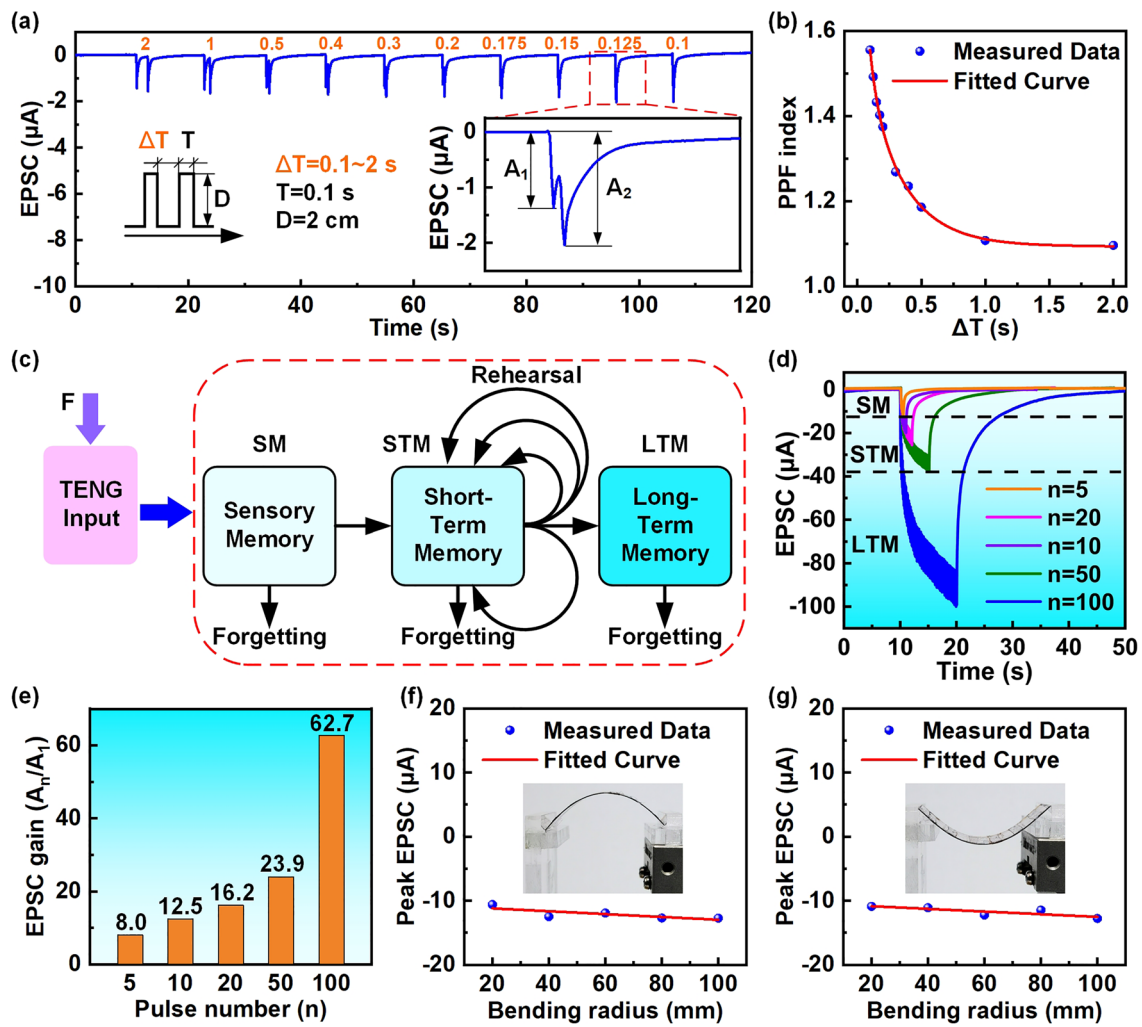 (a)
2 1 0.5 0.4 0.3 0.2 0.175 0.15 0.125 0.1
0
-2
-4
-6
-8
-10
EPSC (μA)
0 20 40 60 80 100 120
Time (s)
ΔT T
D
ΔT=0.1~2 s
T=0.1 s
D=2 cm
EPSC (μA)
0
-1
-2
A1
A2
(b)
Measured Data
Fitted Curve
PPF index
1.6
1.4
1.2
1.0
0.0 0.5 1.0 1.5 2.0
ΔT (s)
(c)
F
TENG
Input
Rehearsal
SM STM LTM
Sensory
Memory
Short-
Term
Memory
Long-
Term
Memory
Forgetting Forgetting Forgetting
(d)
EPSC (μA)
0
-20
-40
-60
-80
-100
SM
STM
LTM
n=5
n=20
n=10
n=50
n=100
0 10 20 30 40 50
Time (s)
(e)
EPSC gain (An/A1)
60
40
20
0
8.0 12.5 16.2 23.9 62.7
5 10 20 50 100
Pulse number (n)
(f)
Measured Data
Fitted Curve
Peak EPSC (μA)
20
10
0
-10
-20
20 40 60 80 100
Bending radius (mm)
(g)
Measured Data
Fitted Curve
Peak EPSC (μA)
20
10
0
-10
-20
20 40 60 80 100
Bending radius (mm)